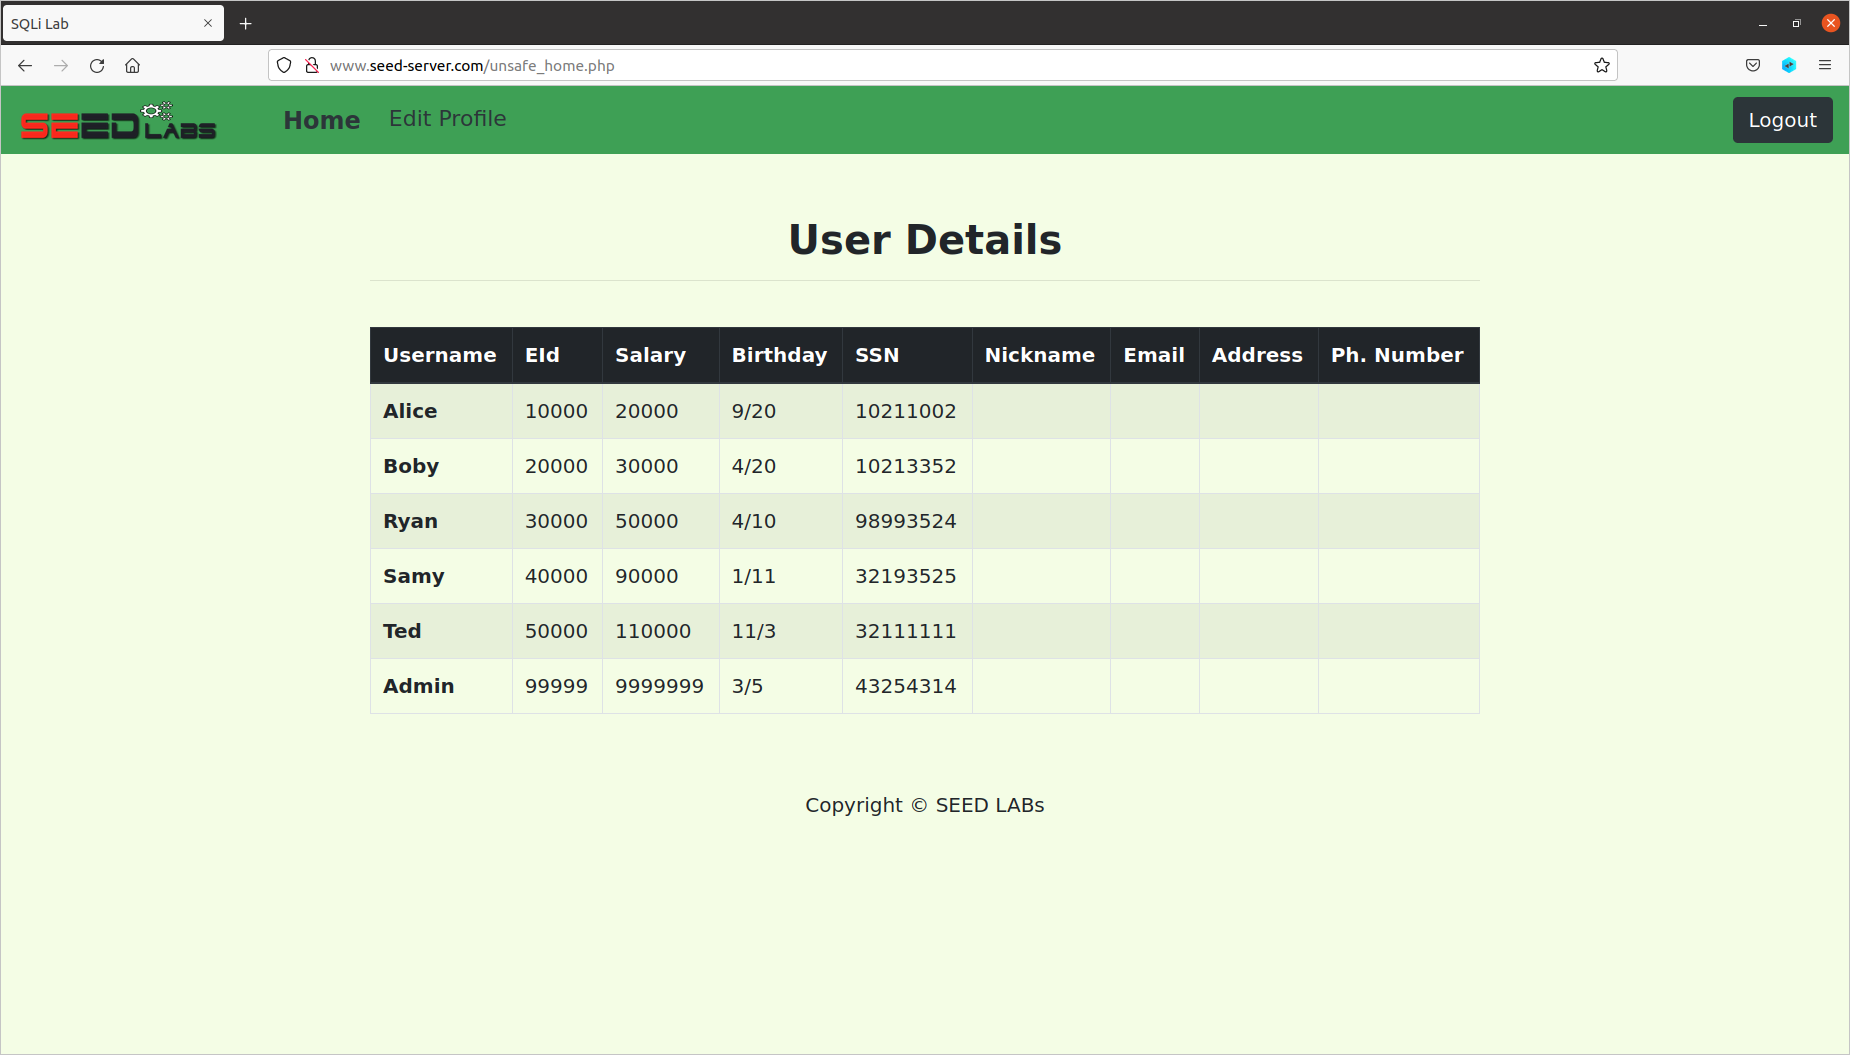 SQLi Lab
www.seed-server.com/unsafe_home.php
SEED LABS Home Edit Profile Logout
User Details
Username EId Salary Birthday SSN Nickname Email Address Ph. Number
Alice 10000 20000 9/20 10211002
Boby 20000 30000 4/20 10213352
Ryan 30000 50000 4/10 98993524
Samy 40000 90000 1/11 32193525
Ted 50000 110000 11/3 32111111
Admin 99999 9999999 3/5 43254314
Copyright © SEED LABs